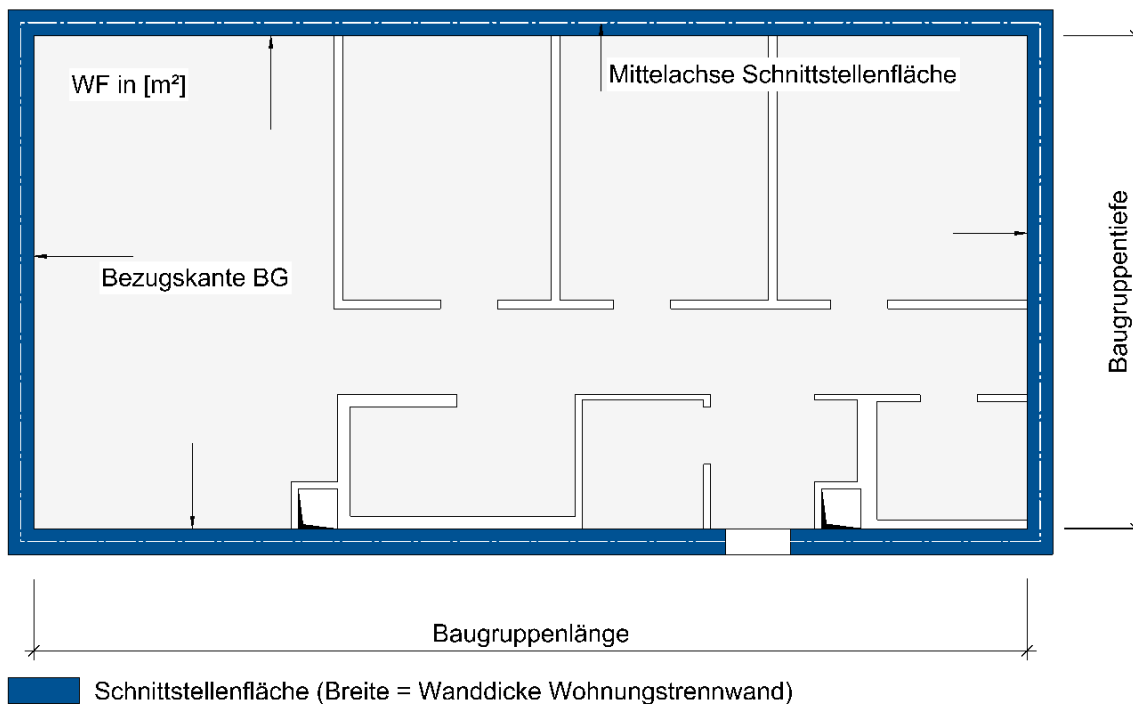 WF in [m²]
Mittelachse Schnittstellenfläche
Bezugskante BG
Baugruppentiefe
Baugruppenlänge
Schnittstellenfläche (Breite = Wanddicke Wohnungstrennwand)